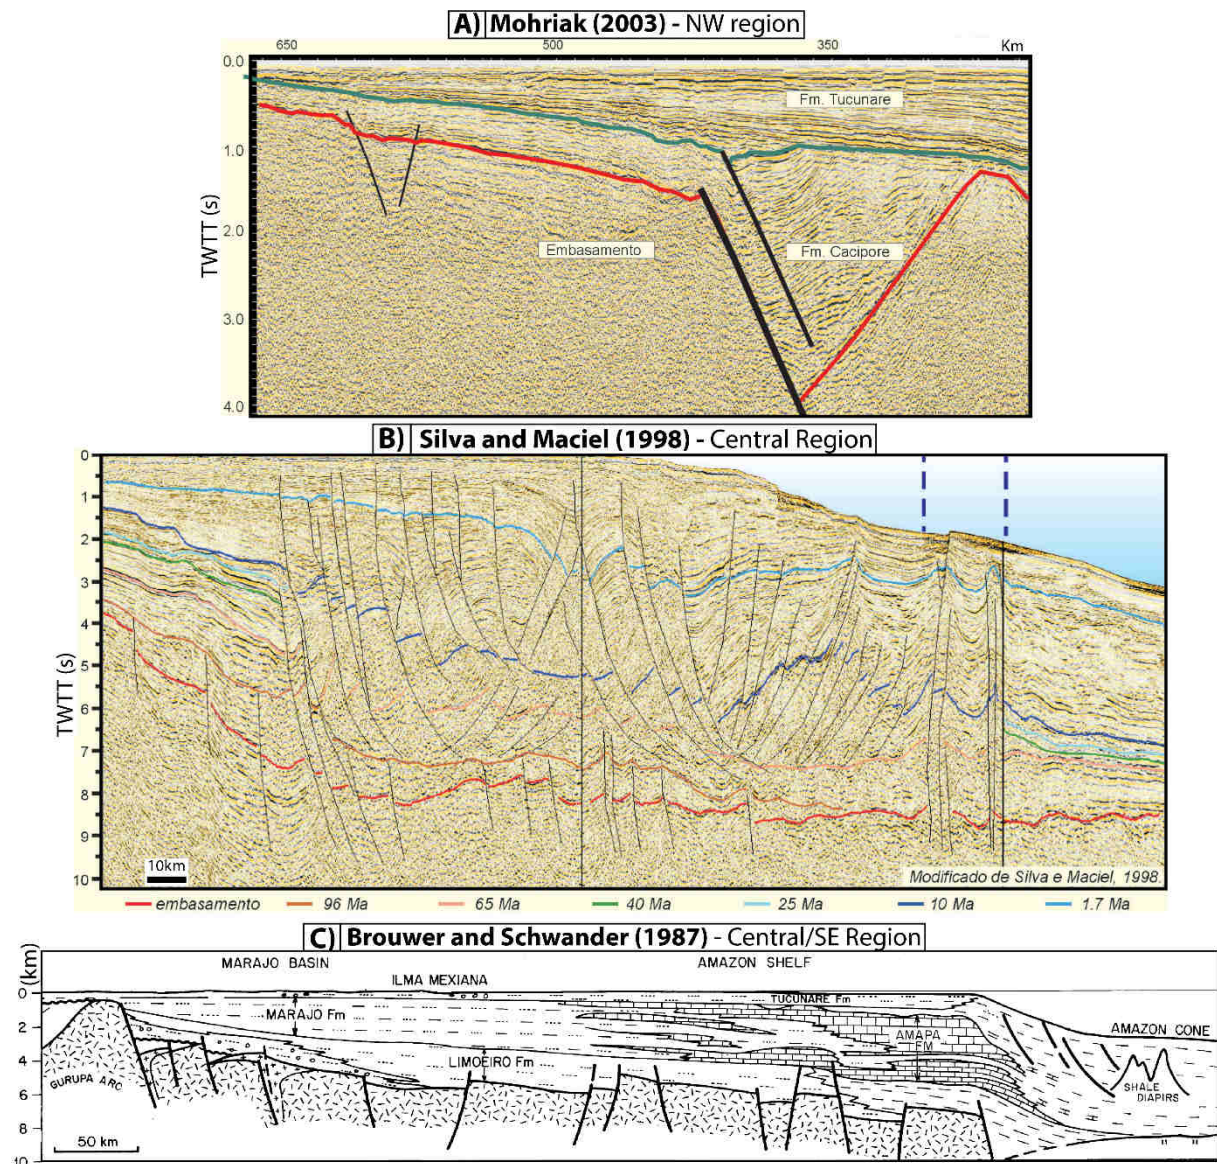 A) Mohriak (2003) - NW region
650 500 350 Km
0.0
1.0
2.0
3.0
4.0
TWTT (s)
Fm. Tucunare
Embasamento
Fm. Cacipore
B) Silva and Maciel (1998) - Central Region
0
1
2
3
4
5
6
7
8
9
10
TWTT (s)
10km
Modificado de Silva e Maciel, 1998.
embasamento 96 Ma 65 Ma 40 Ma 25 Ma 10 Ma 1.7 Ma
C) Brouwer and Schwander (1987) - Central/SE Region
(km)
MARAJO BASIN AMAZON SHELF
ILMA MEXIANA
0
2
4
6
8
10
TUCUNARE Fm
MARAJO Fm
AMAPA
FM
AMAZON CONE
LIMOEIRO Fm
GURUPA ARC
SHALE
DIAPIRS
50 km